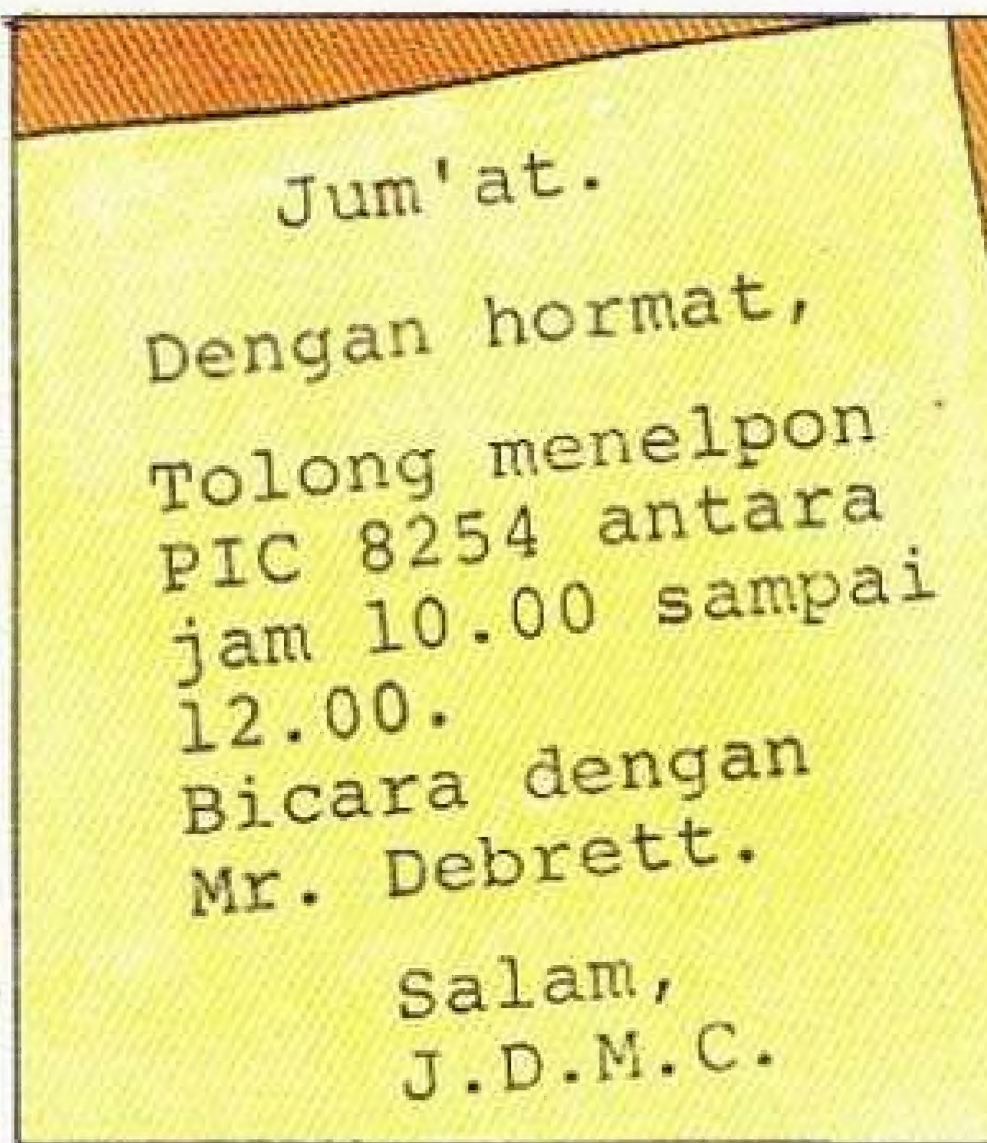 Jum'at.
Dengan hormat,
Tolong menelpon
PIC 8254 antara
jam 10.00 sampai
12.00.
Bicara dengan
Mr. Debrett.
Salam,
J.D.M.C.